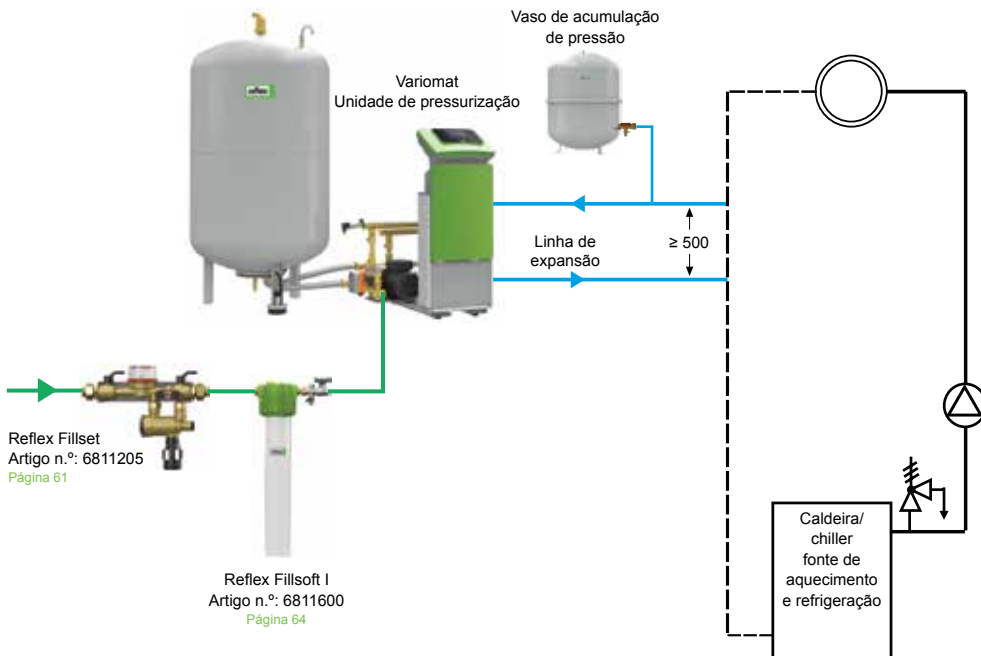 Vaso de acumulação
de pressão
Variomat
Unidade de pressurização
Linha de
expansão
≥ 500
Reflex Fillset
Artigo n.º: 6811205
Página 61
Reflex Fillsoft I
Artigo n.º: 6811600
Página 64
Caldeira/
chiller
fonte de
aquecimento
e refrigeração